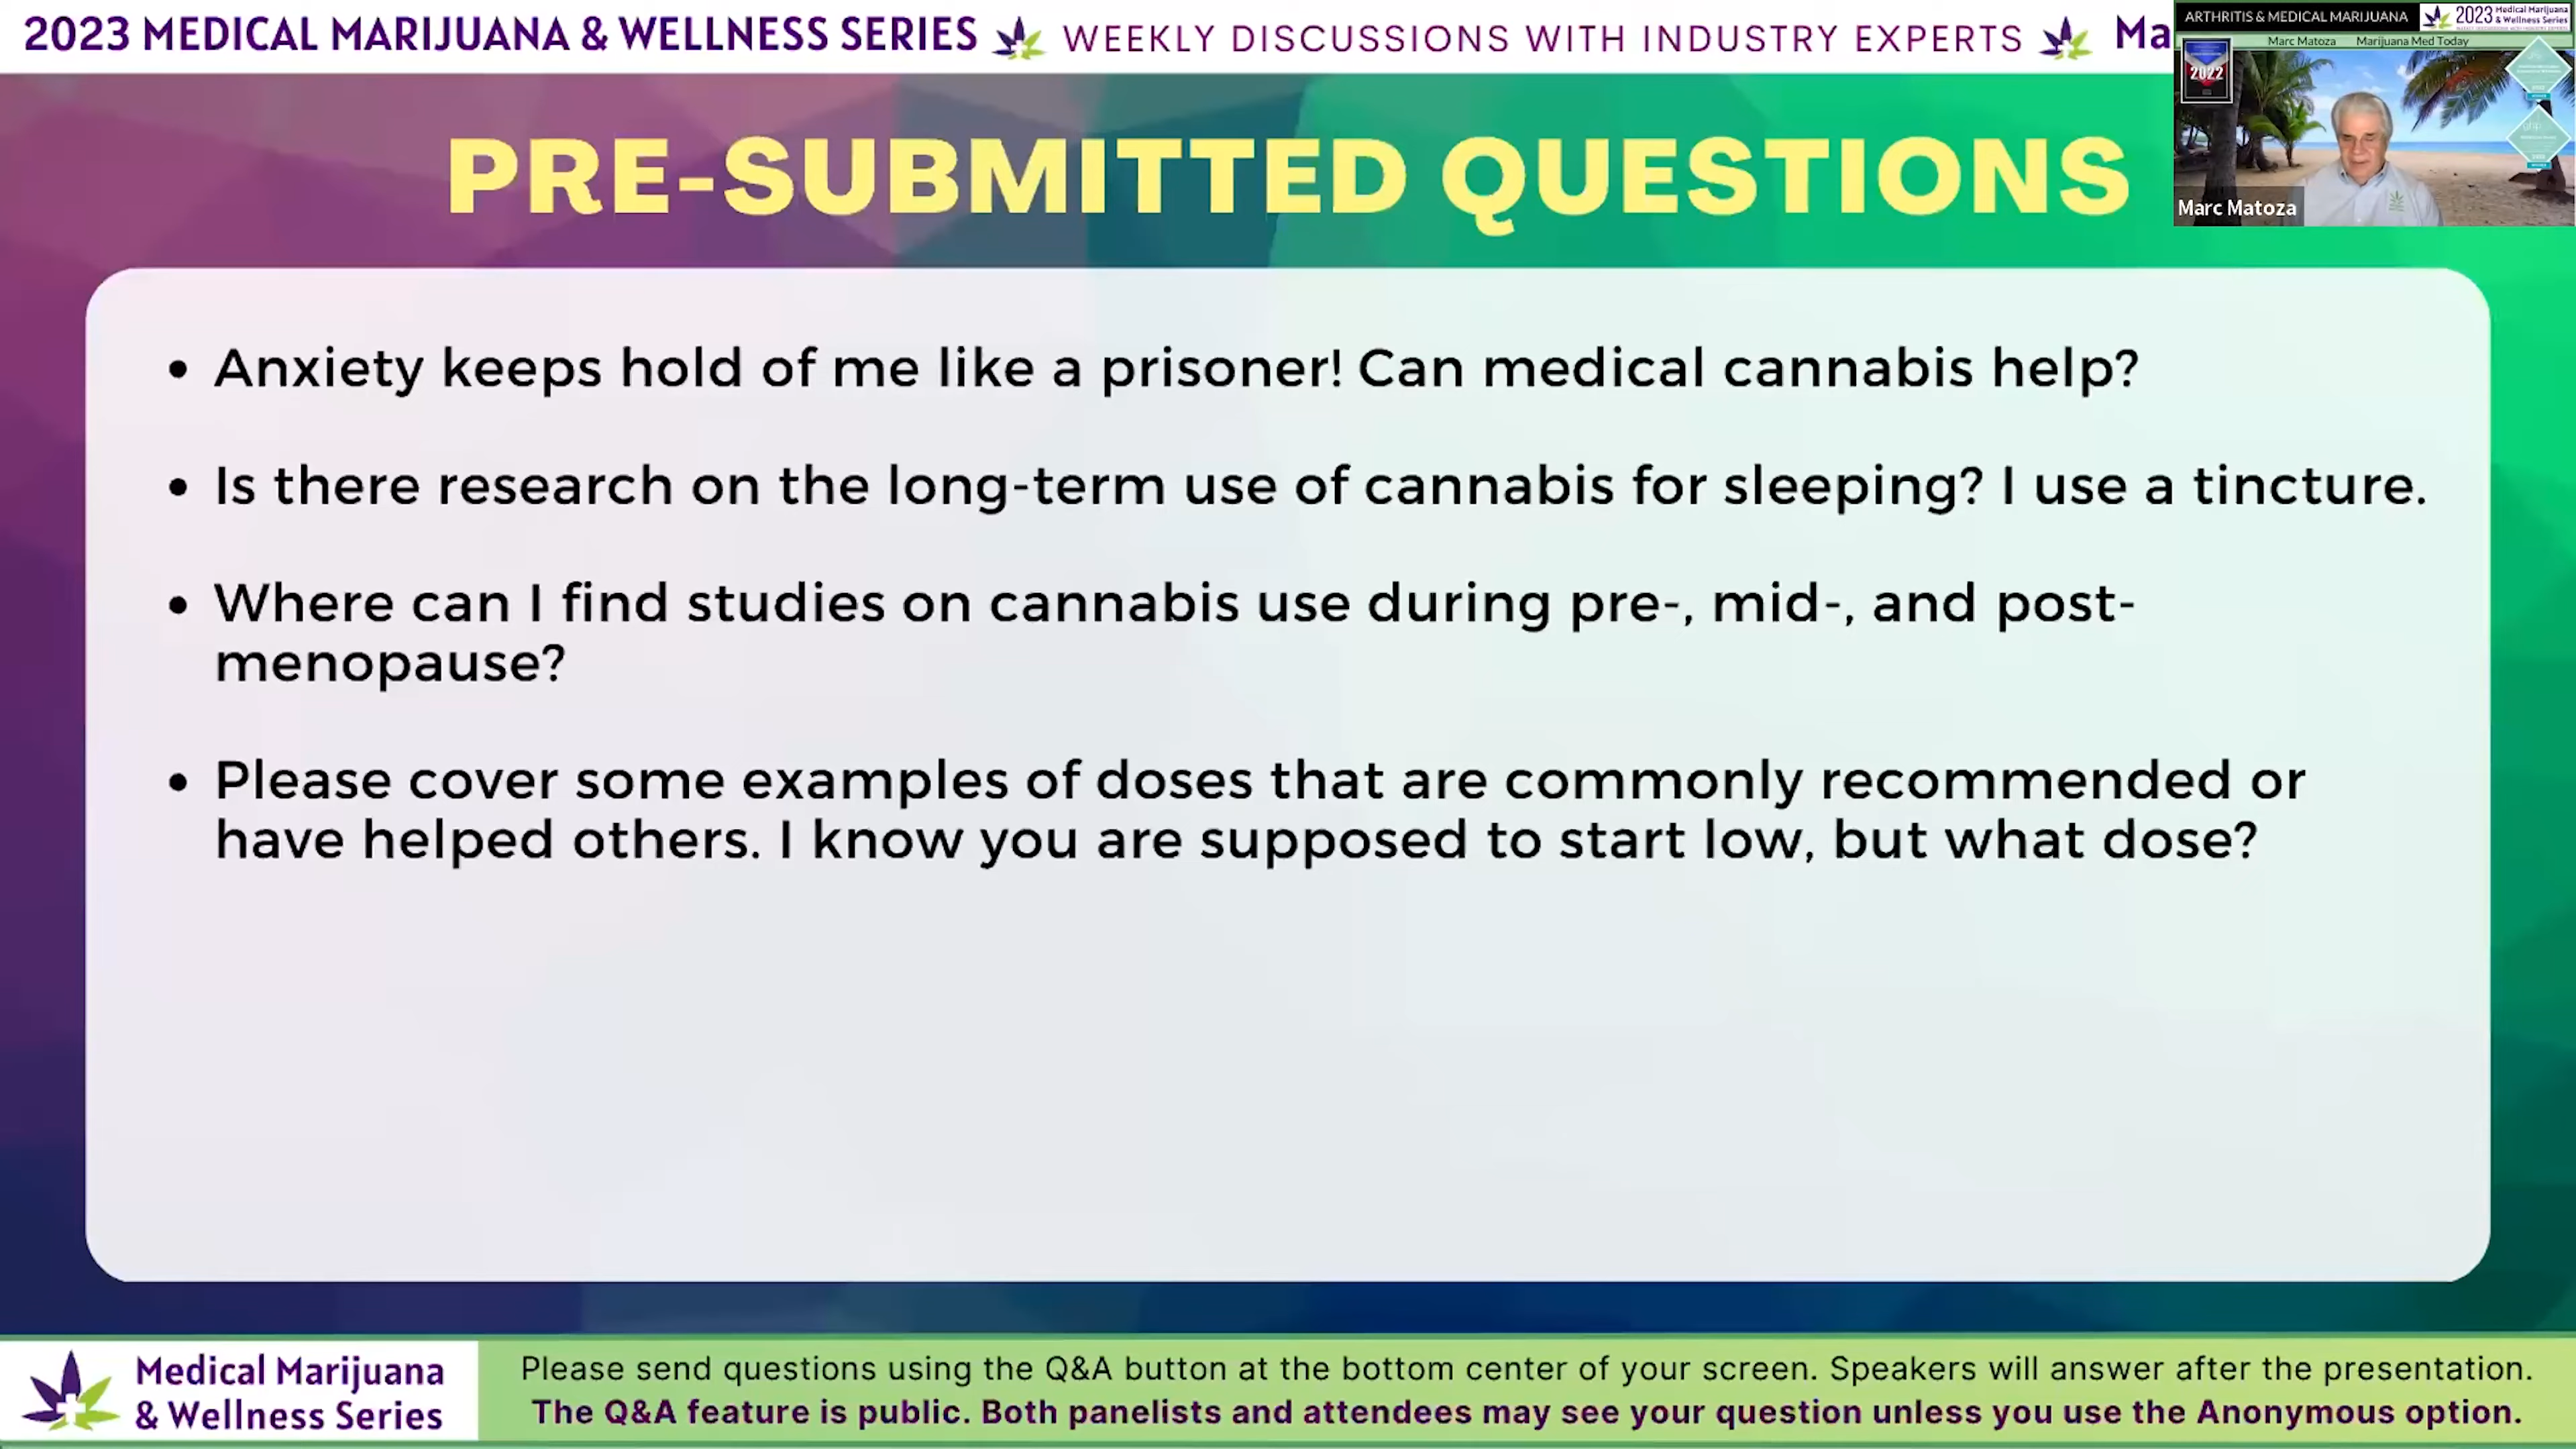 2023 MEDICAL MARIJUANA & WELLNESS SERIES WEEKLY DISCUSSIONS WITH INDUSTRY EXPERTS Ma
ARTHRITIS & MEDICAL MARIJUANA 2023 Medical Marijuana & Wellness Series
Marc Matoza Marijuana Med Today
2022
Marc Matoza
PRE-SUBMITTED QUESTIONS
• Anxiety keeps hold of me like a prisoner! Can medical cannabis help?
• Is there research on the long-term use of cannabis for sleeping? I use a tincture.
• Where can I find studies on cannabis use during pre-, mid-, and post-
menopause?
• Please cover some examples of doses that are commonly recommended or
have helped others. I know you are supposed to start low, but what dose?
Medical Marijuana
& Wellness Series
Please send questions using the Q&A button at the bottom center of your screen. Speakers will answer after the presentation.
The Q&A feature is public. Both panelists and attendees may see your question unless you use the Anonymous option.